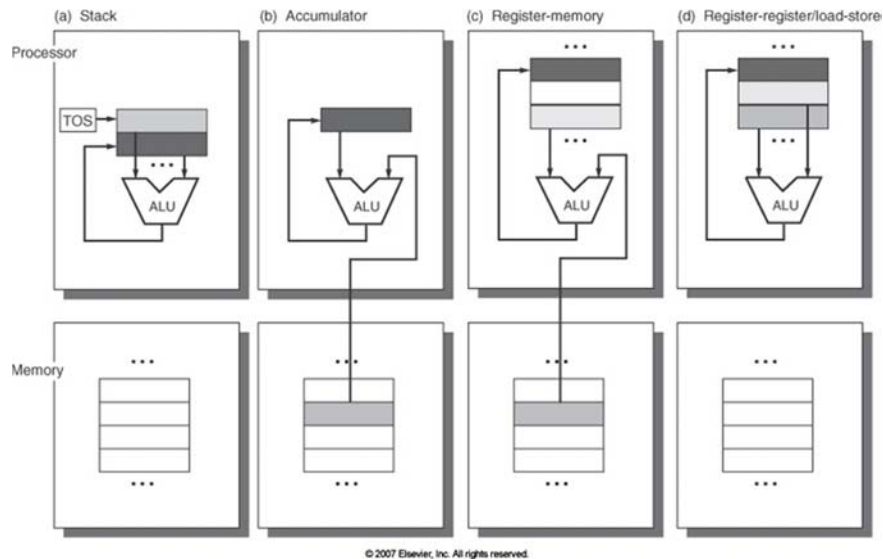 (a) Stack
(b) Accumulator
(c) Register-memory
(d) Register-register/load-store
Processor
TOS
...
...
...
...
...
ALU
ALU
ALU
ALU
Memory
...
...
...
...
...
...
...
...
© 2007 Elsevier, Inc. All rights reserved.